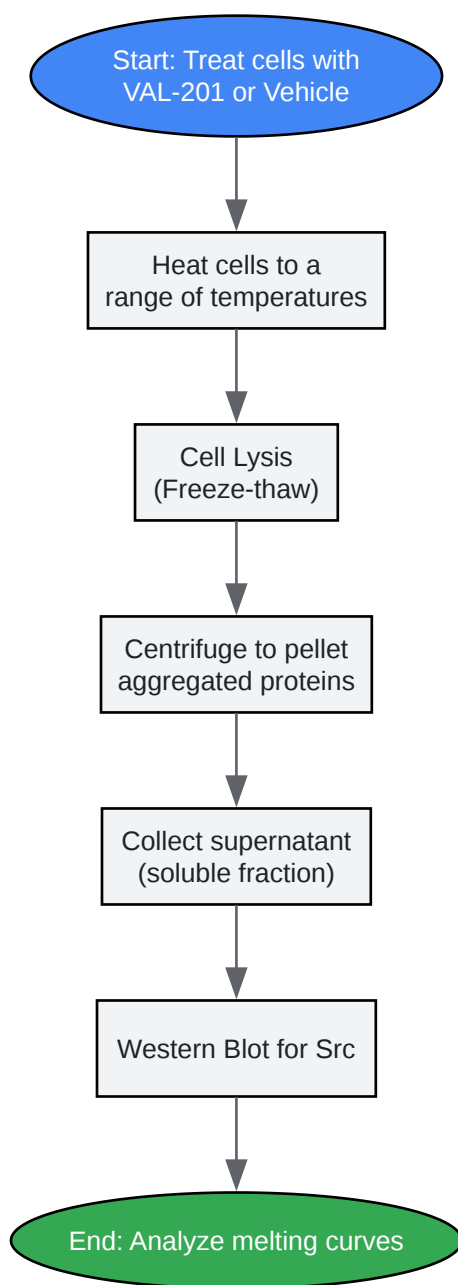 Start: Treat cells with
VAL-201 or Vehicle
Heat cells to a
range of temperatures
Cell Lysis
(Freeze-thaw)
Centrifuge to pellet
aggregated proteins
Collect supernatant
(soluble fraction)
Western Blot for Src
End: Analyze melting curves